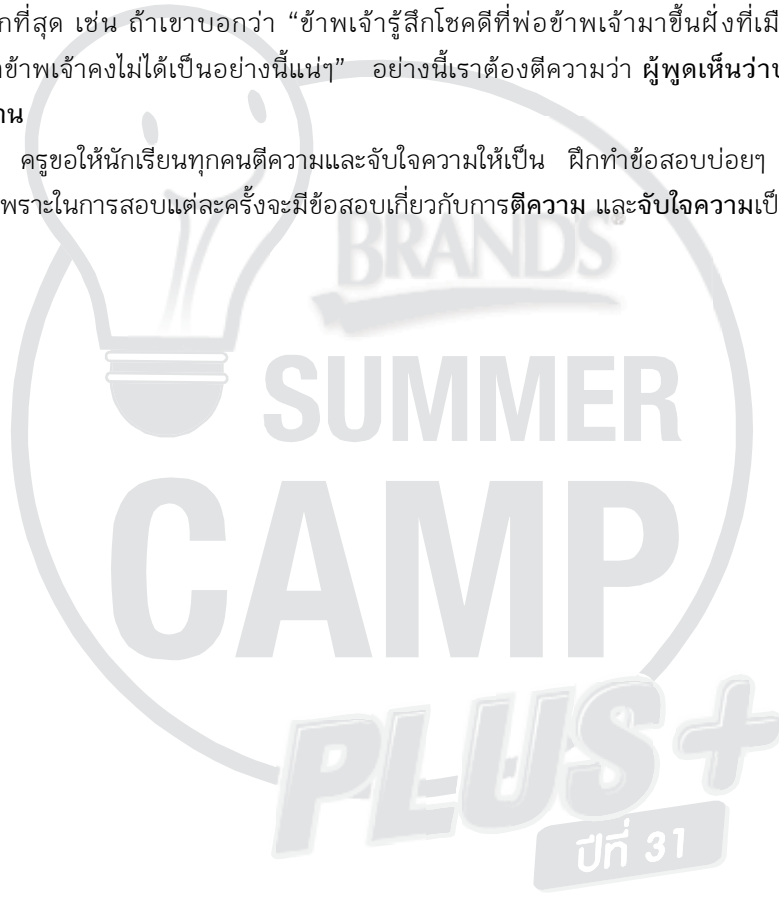 กที่สุด เช่น ถ้าเขาบอกว่า “ข้าพเจ้ารู้สึกโชคดีที่พ่อข้าพเจ้ามาขึ้นฝั่งที่เมื
ข้าพเจ้าคงไม่ได้เป็นอย่างนี้แน่ๆ” อย่างนี้เราต้องตีความว่า ผู้พูดเห็นว่า
าน
ครูขอให้นักเรียนทุกคนตีความและจับใจความให้เป็น ฝึกทำข้อสอบบ่อยๆ
พราะในการสอบแต่ละครั้งจะมีข้อสอบเกี่ยวกับการตีความ และจับใจความเป็
BRAND'S®
SUMMER
CAMP
PLUS+
ปีที่ 31